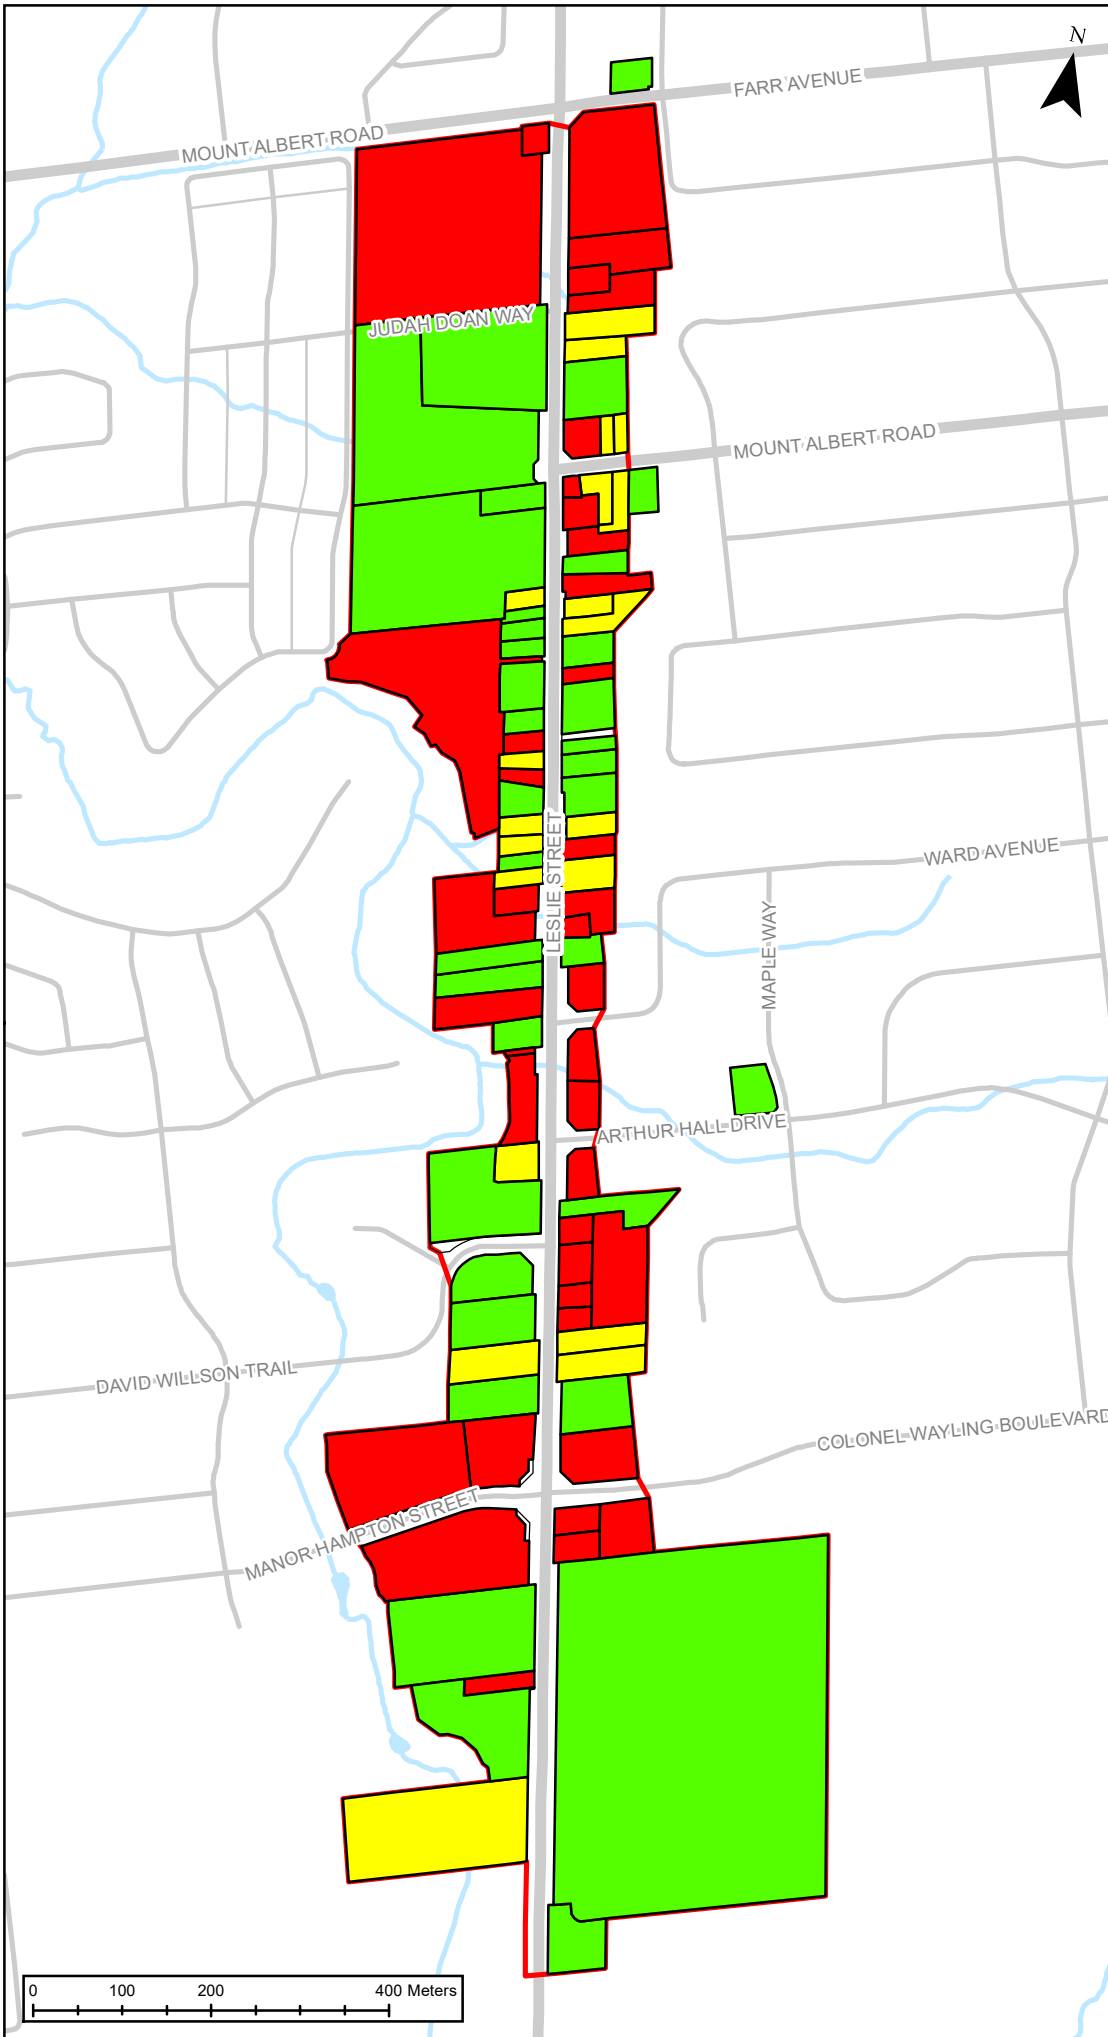 N
FARR AVENUE
MOUNT ALBERT ROAD
JUDAH DOAN WAY
MOUNT ALBERT ROAD
LESLIE STREET
WARD AVENUE
MAPLE WAY
ARTHUR HALL DRIVE
DAVID WILLSON TRAIL
COLONEL WAYLING BOULEVARD
MANOR HAMPTON STREET
0 100 200 400 Meters